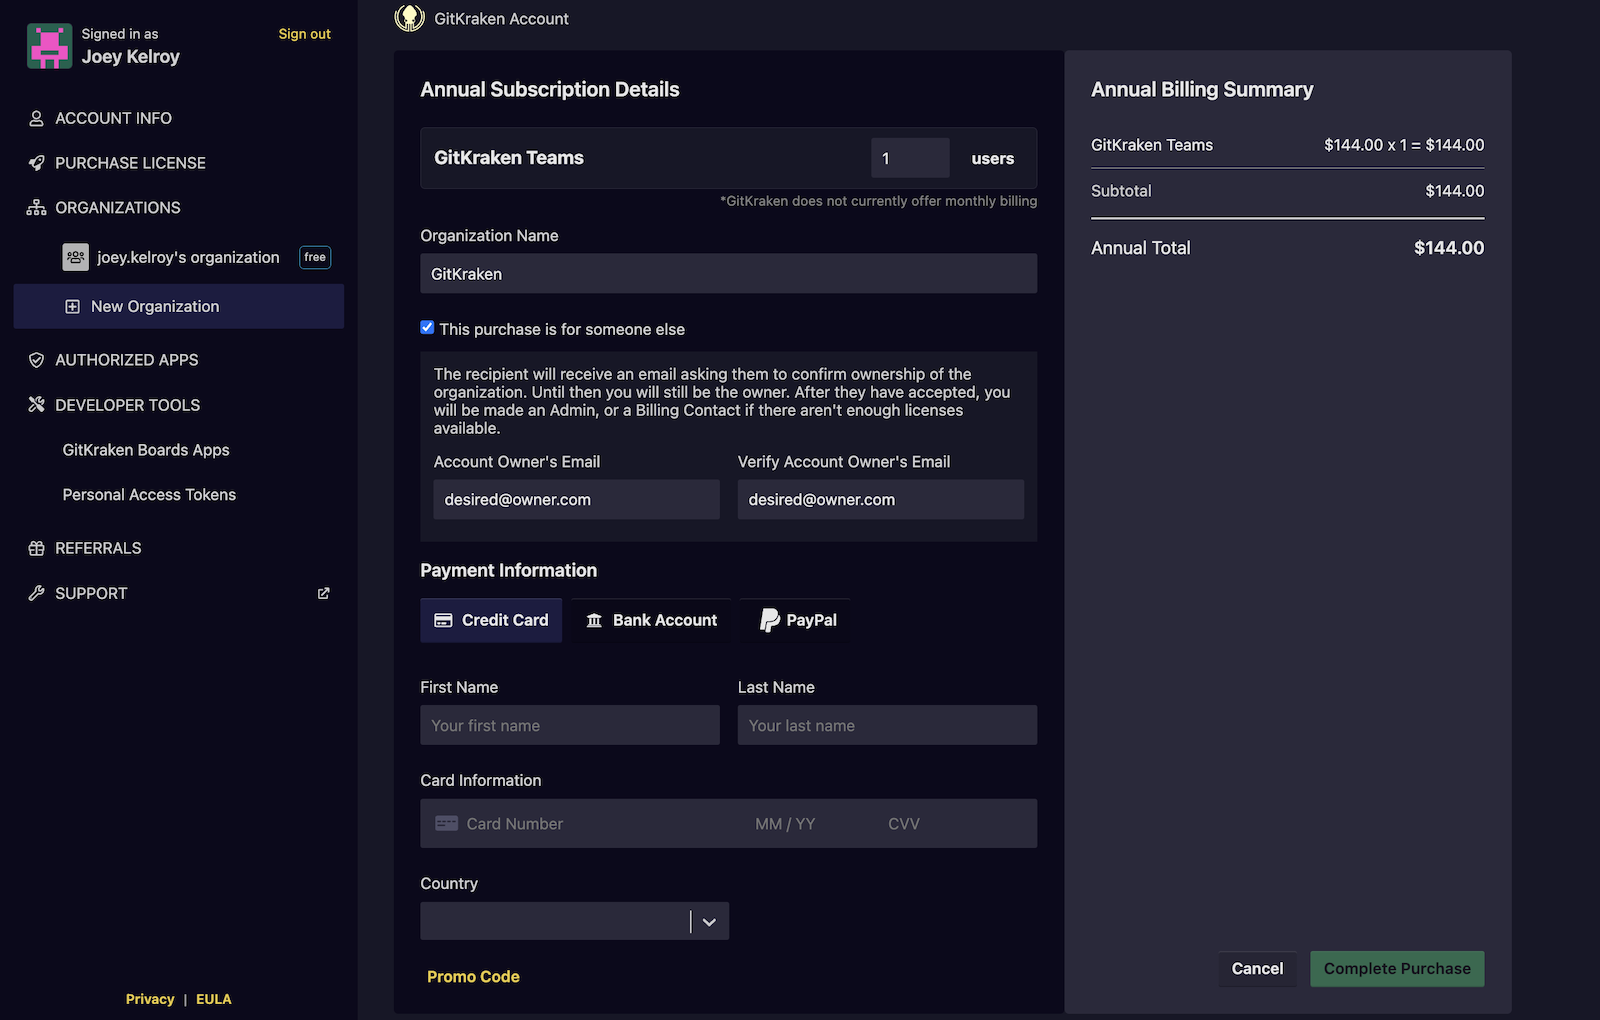 Signed in as
Sign out
Joey Kelroy
ACCOUNT INFO
PURCHASE LICENSE
ORGANIZATIONS
joey.kelroy's organization
free
New Organization
AUTHORIZED APPS
DEVELOPER TOOLS
GitKraken Boards Apps
Personal Access Tokens
REFERRALS
SUPPORT
Privacy | EULA
GitKraken Account
Annual Subscription Details
GitKraken Teams
1
users
*GitKraken does not currently offer monthly billing
Organization Name
GitKraken
This purchase is for someone else
The recipient will receive an email asking them to confirm ownership of the
organization. Until then you will still be the owner. After they have accepted, you
will be made an Admin, or a Billing Contact if there aren't enough licenses
available.
Account Owner's Email
Verify Account Owner's Email
desired@owner.com
desired@owner.com
Payment Information
Credit Card
Bank Account
PayPal
First Name
Last Name
Your first name
Your last name
Card Information
Card Number
MM / YY
CVV
Country
Promo Code
Annual Billing Summary
GitKraken Teams
$144.00 x 1 = $144.00
Subtotal
$144.00
Annual Total
$144.00
Cancel
Complete Purchase